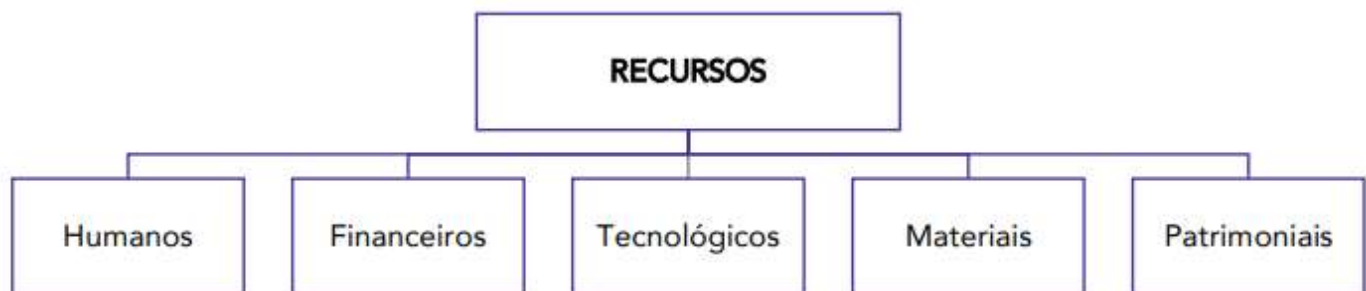 RECURSOS
Humanos
Financeiros
Tecnológicos
Materiais
Patrimoniais